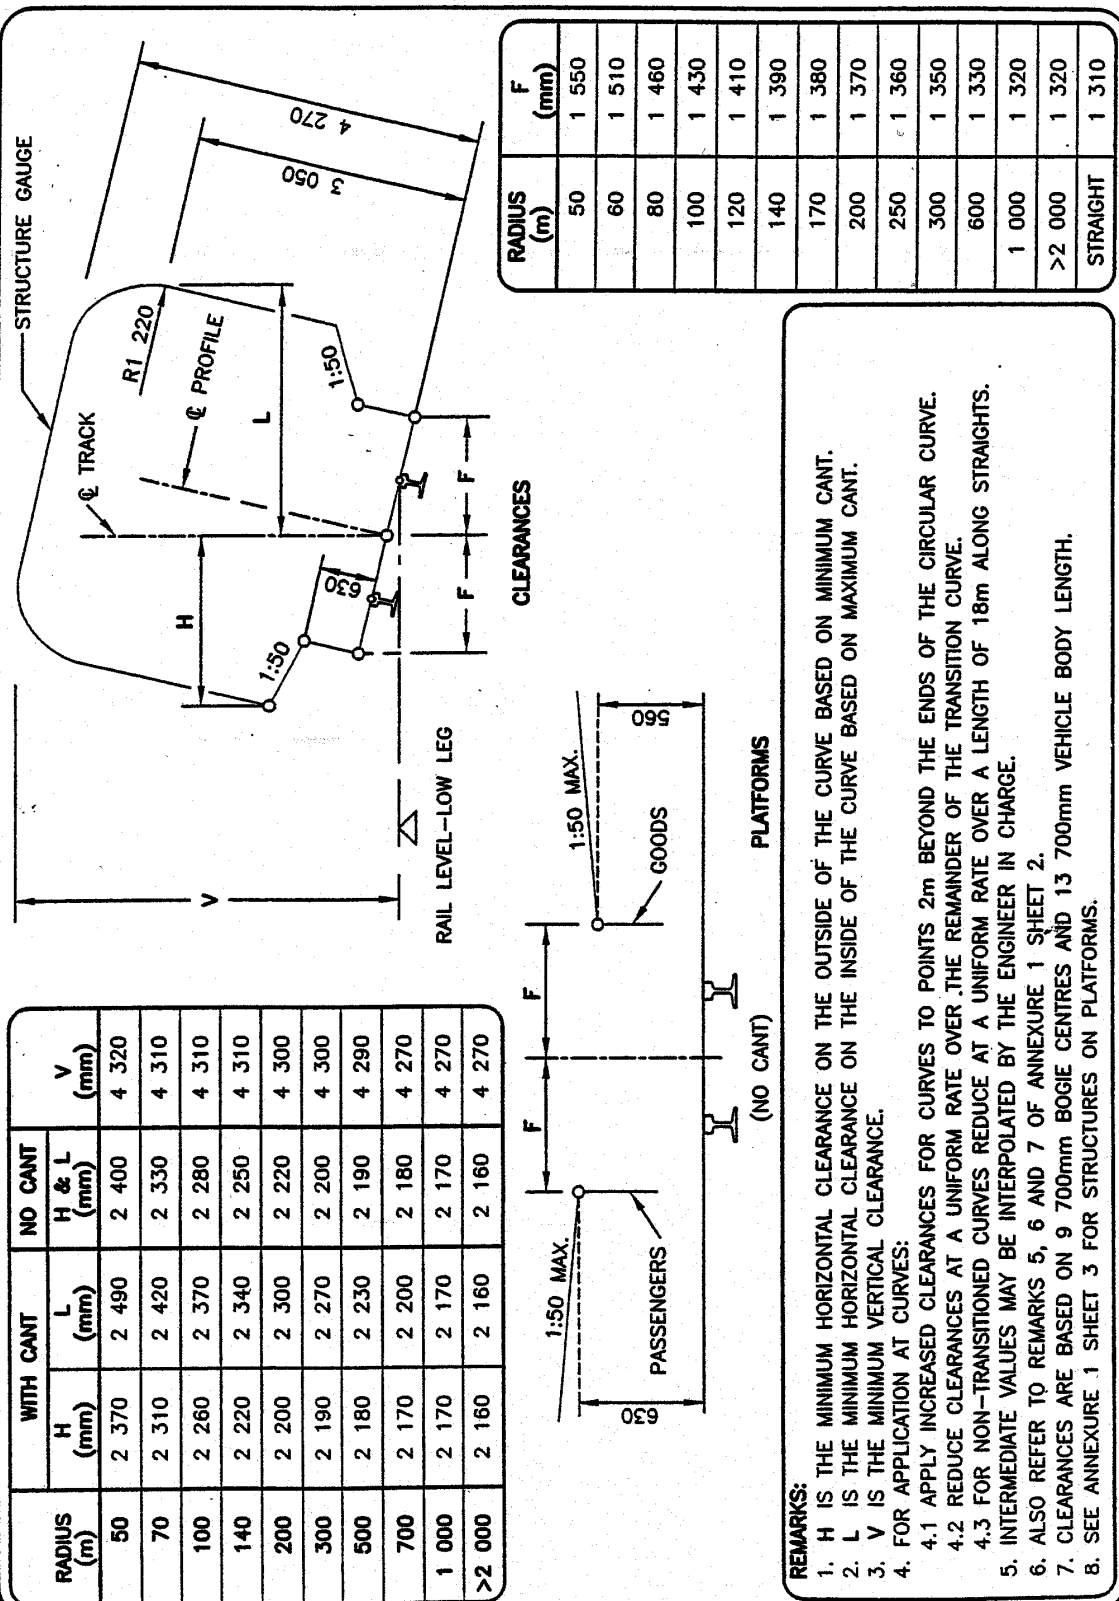 RADIUS (m) | WITH CANT | NO CANT | V (mm)
H (mm) | L (mm) | H & L (mm)
50 | 2 370 | 2 490 | 2 400 | 4 320
70 | 2 310 | 2 420 | 2 330 | 4 310
100 | 2 260 | 2 370 | 2 280 | 4 310
140 | 2 220 | 2 340 | 2 250 | 4 310
200 | 2 200 | 2 300 | 2 220 | 4 300
300 | 2 190 | 2 270 | 2 200 | 4 300
500 | 2 180 | 2 230 | 2 190 | 4 290
700 | 2 170 | 2 200 | 2 180 | 4 270
1 000 | 2 170 | 2 170 | 2 170 | 4 270
>2 000 | 2 160 | 2 160 | 2 160 | 4 270
STRUCTURE GAUGE
℄ TRACK
℄ PROFILE
R1 220
H
L
V
1:50
1:50
630
3 050
4 270
F
F
RAIL LEVEL-LOW LEG
CLEARANCES
1:50 MAX.
1:50 MAX.
F
F
630
560
PASSENGERS
GOODS
(NO CANT)
PLATFORMS
RADIUS (m) | F (mm)
50 | 1 550
60 | 1 510
80 | 1 460
100 | 1 430
120 | 1 410
140 | 1 390
170 | 1 380
200 | 1 370
250 | 1 360
300 | 1 350
600 | 1 330
1 000 | 1 320
>2 000 | 1 320
STRAIGHT | 1 310
REMARKS:
1. H IS THE MINIMUM HORIZONTAL CLEARANCE ON THE OUTSIDE OF THE CURVE BASED ON MINIMUM CANT.
2. L IS THE MINIMUM HORIZONTAL CLEARANCE ON THE INSIDE OF THE CURVE BASED ON MAXIMUM CANT.
3. V IS THE MINIMUM VERTICAL CLEARANCE.
4. FOR APPLICATION AT CURVES:
4.1 APPLY INCREASED CLEARANCES FOR CURVES TO POINTS 2m BEYOND THE ENDS OF THE CIRCULAR CURVE.
4.2 REDUCE CLEARANCES AT A UNIFORM RATE OVER THE REMAINDER OF THE TRANSITION CURVE.
4.3 FOR NON-TRANSITIONED CURVES REDUCE AT A UNIFORM RATE OVER A LENGTH OF 18m ALONG STRAIGHTS.
5. INTERMEDIATE VALUES MAY BE INTERPOLATED BY THE ENGINEER IN CHARGE.
6. ALSO REFER TO REMARKS 5, 6 AND 7 OF ANNEXURE 1 SHEET 2.
7. CLEARANCES ARE BASED ON 9 700mm BOGIE CENTRES AND 13 700mm VEHICLE BODY LENGTH.
8. SEE ANNEXURE 1 SHEET 3 FOR STRUCTURES ON PLATFORMS.